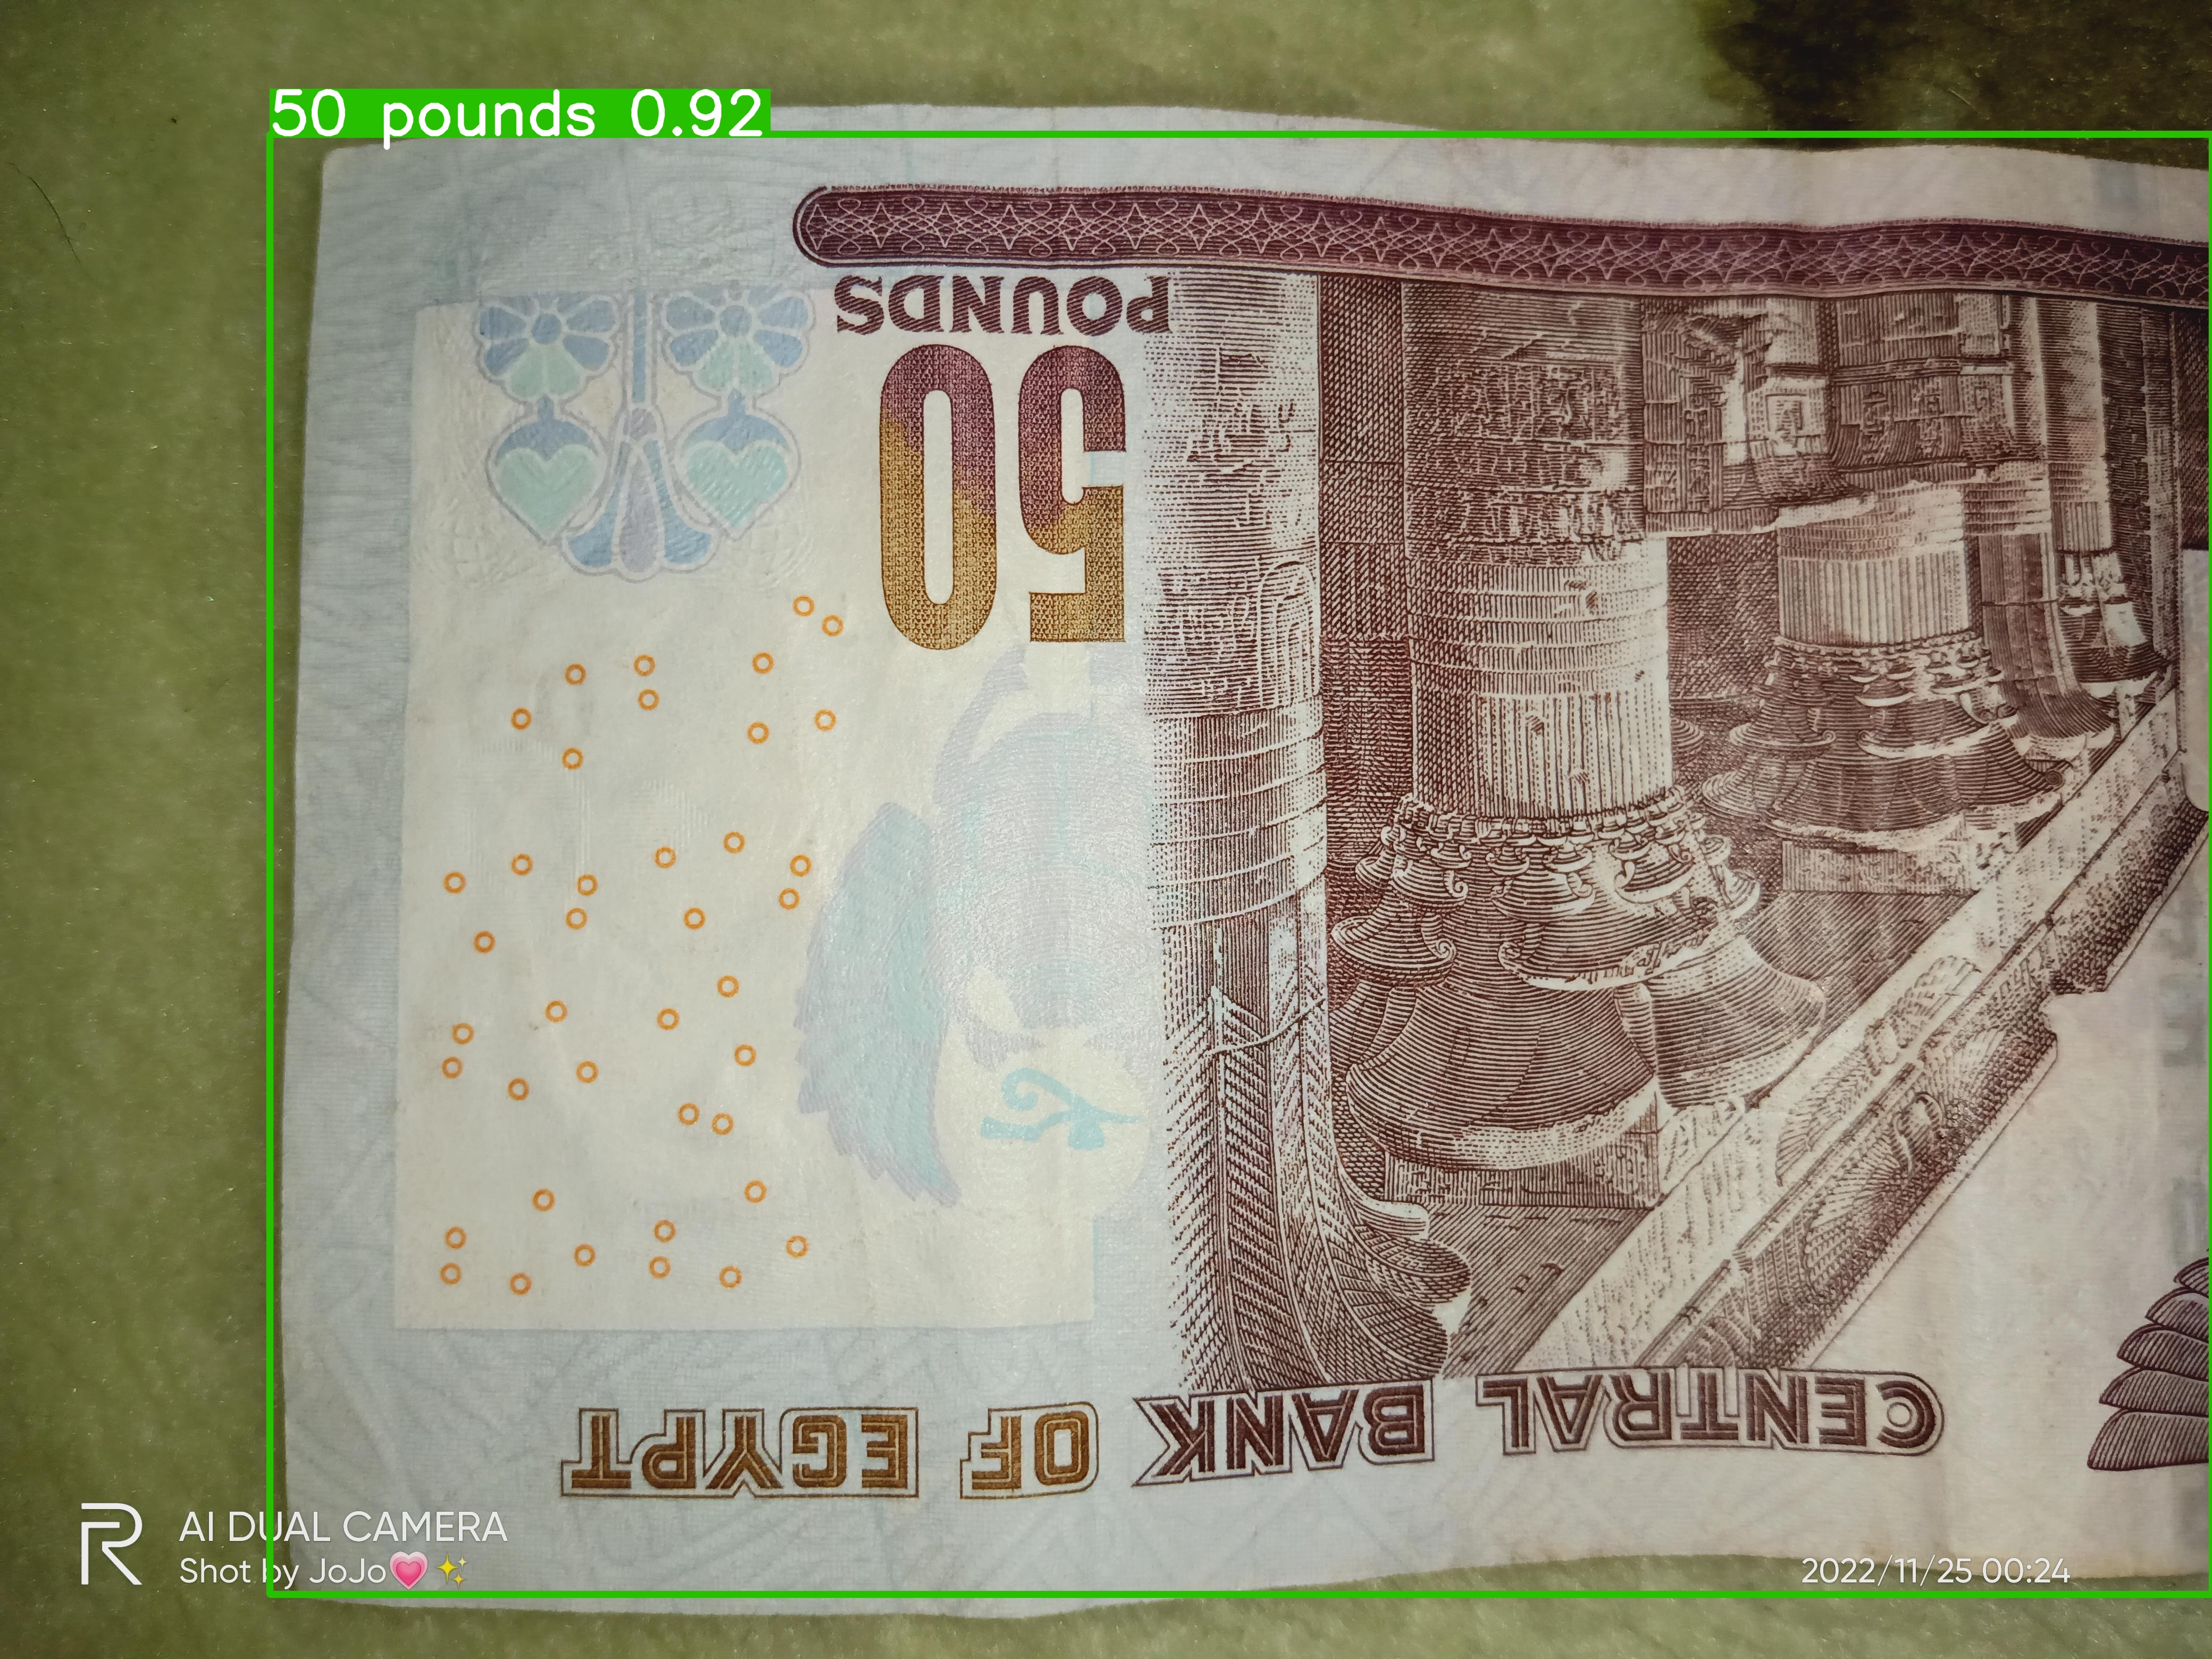 50 pounds 0.92
POUNDS
50
CENTRAL BANK OF EGYPT
R AI DUAL CAMERA
Shot by JoJo💗✨
2022/11/25 00:24